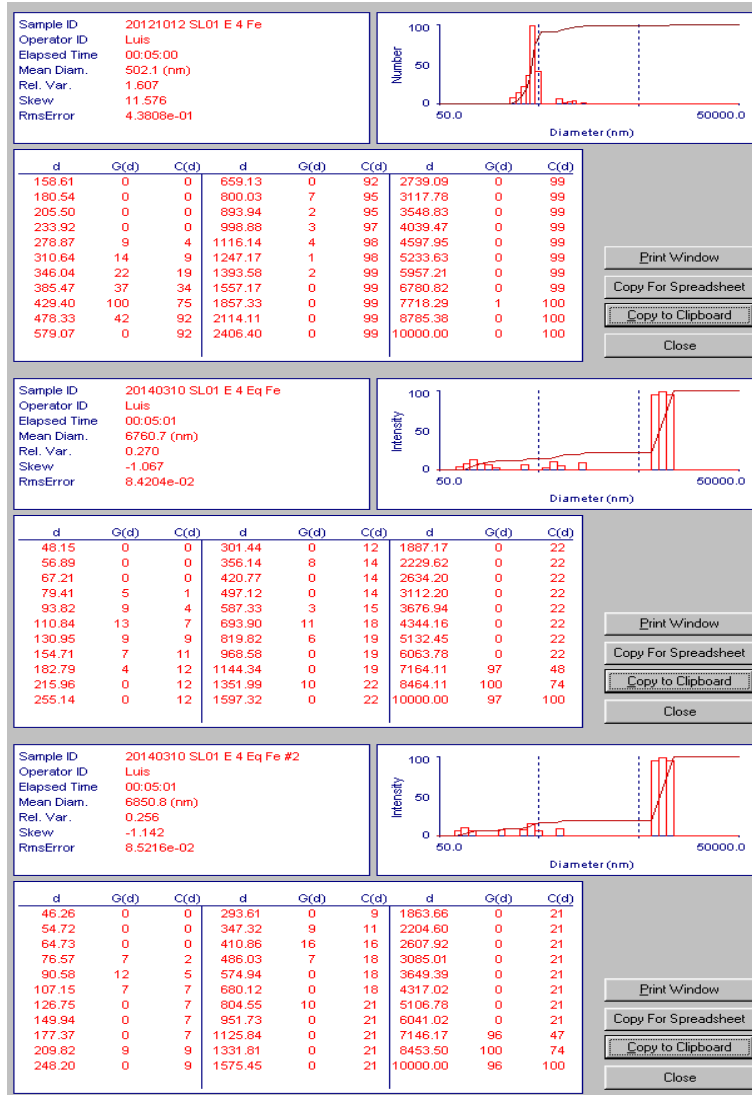 Sample ID 20121012 SL01 E 4 Fe
Operator ID Luis
Elapsed Time 00:05:00
Mean Diam. 502.1 (nm)
Rel. Var. 1.607
Skew 11.576
RmsError 4.3808e-01
Number
100
50
0
50.0 50000.0
Diameter (nm)
d G(d) C(d) d G(d) C(d) d G(d) C(d)
158.61 0 0 659.13 0 92 2739.09 0 99
180.54 0 0 800.03 7 95 3117.78 0 99
205.50 0 0 893.94 2 95 3548.83 0 99
233.92 0 0 998.88 3 97 4039.47 0 99
278.87 9 4 1116.14 4 98 4597.95 0 99
310.64 14 9 1247.17 1 98 5233.63 0 99
346.04 22 19 1393.58 2 99 5957.21 0 99
385.47 37 34 1557.17 0 99 6780.82 0 99
429.40 100 75 1857.33 0 99 7718.29 1 100
478.33 42 92 2114.11 0 99 8785.38 0 100
579.07 0 92 2406.40 0 99 10000.00 0 100
Print Window
Copy For Spreadsheet
Copy to Clipboard
Close
Sample ID 20140310 SL01 E 4 Eq Fe
Operator ID Luis
Elapsed Time 00:05:01
Mean Diam. 6760.7 (nm)
Rel. Var. 0.270
Skew -1.067
RmsError 8.4204e-02
Intensity
100
50
0
50.0 50000.0
Diameter (nm)
d G(d) C(d) d G(d) C(d) d G(d) C(d)
48.15 0 0 301.44 0 12 1887.17 0 22
56.89 0 0 356.14 8 14 2229.62 0 22
67.21 0 0 420.77 0 14 2634.20 0 22
79.41 5 1 497.12 0 14 3112.20 0 22
93.82 9 4 587.33 3 15 3676.94 0 22
110.84 13 7 693.90 11 18 4344.16 0 22
130.95 9 9 819.82 6 19 5132.45 0 22
154.71 7 11 968.58 0 19 6063.78 0 22
182.79 4 12 1144.34 0 19 7164.11 97 48
215.96 0 12 1351.99 10 22 8464.11 100 74
255.14 0 12 1597.32 0 22 10000.00 97 100
Print Window
Copy For Spreadsheet
Copy to Clipboard
Close
Sample ID 20140310 SL01 E 4 Eq Fe #2
Operator ID Luis
Elapsed Time 00:05:01
Mean Diam. 6850.8 (nm)
Rel. Var. 0.256
Skew -1.142
RmsError 8.5216e-02
Intensity
100
50
0
50.0 50000.0
Diameter (nm)
d G(d) C(d) d G(d) C(d) d G(d) C(d)
46.26 0 0 293.61 0 9 1863.66 0 21
54.72 0 0 347.32 9 11 2204.60 0 21
64.73 0 0 410.86 16 16 2607.92 0 21
76.57 7 2 486.03 7 18 3085.01 0 21
90.58 12 5 574.94 0 18 3649.39 0 21
107.15 7 7 680.12 0 18 4317.02 0 21
126.75 0 7 804.55 10 21 5106.78 0 21
149.94 0 7 951.73 0 21 6041.02 0 21
177.37 0 7 1125.84 0 21 7146.17 96 47
209.82 9 9 1331.81 0 21 8453.50 100 74
248.20 0 9 1575.45 0 21 10000.00 96 100
Print Window
Copy For Spreadsheet
Copy to Clipboard
Close